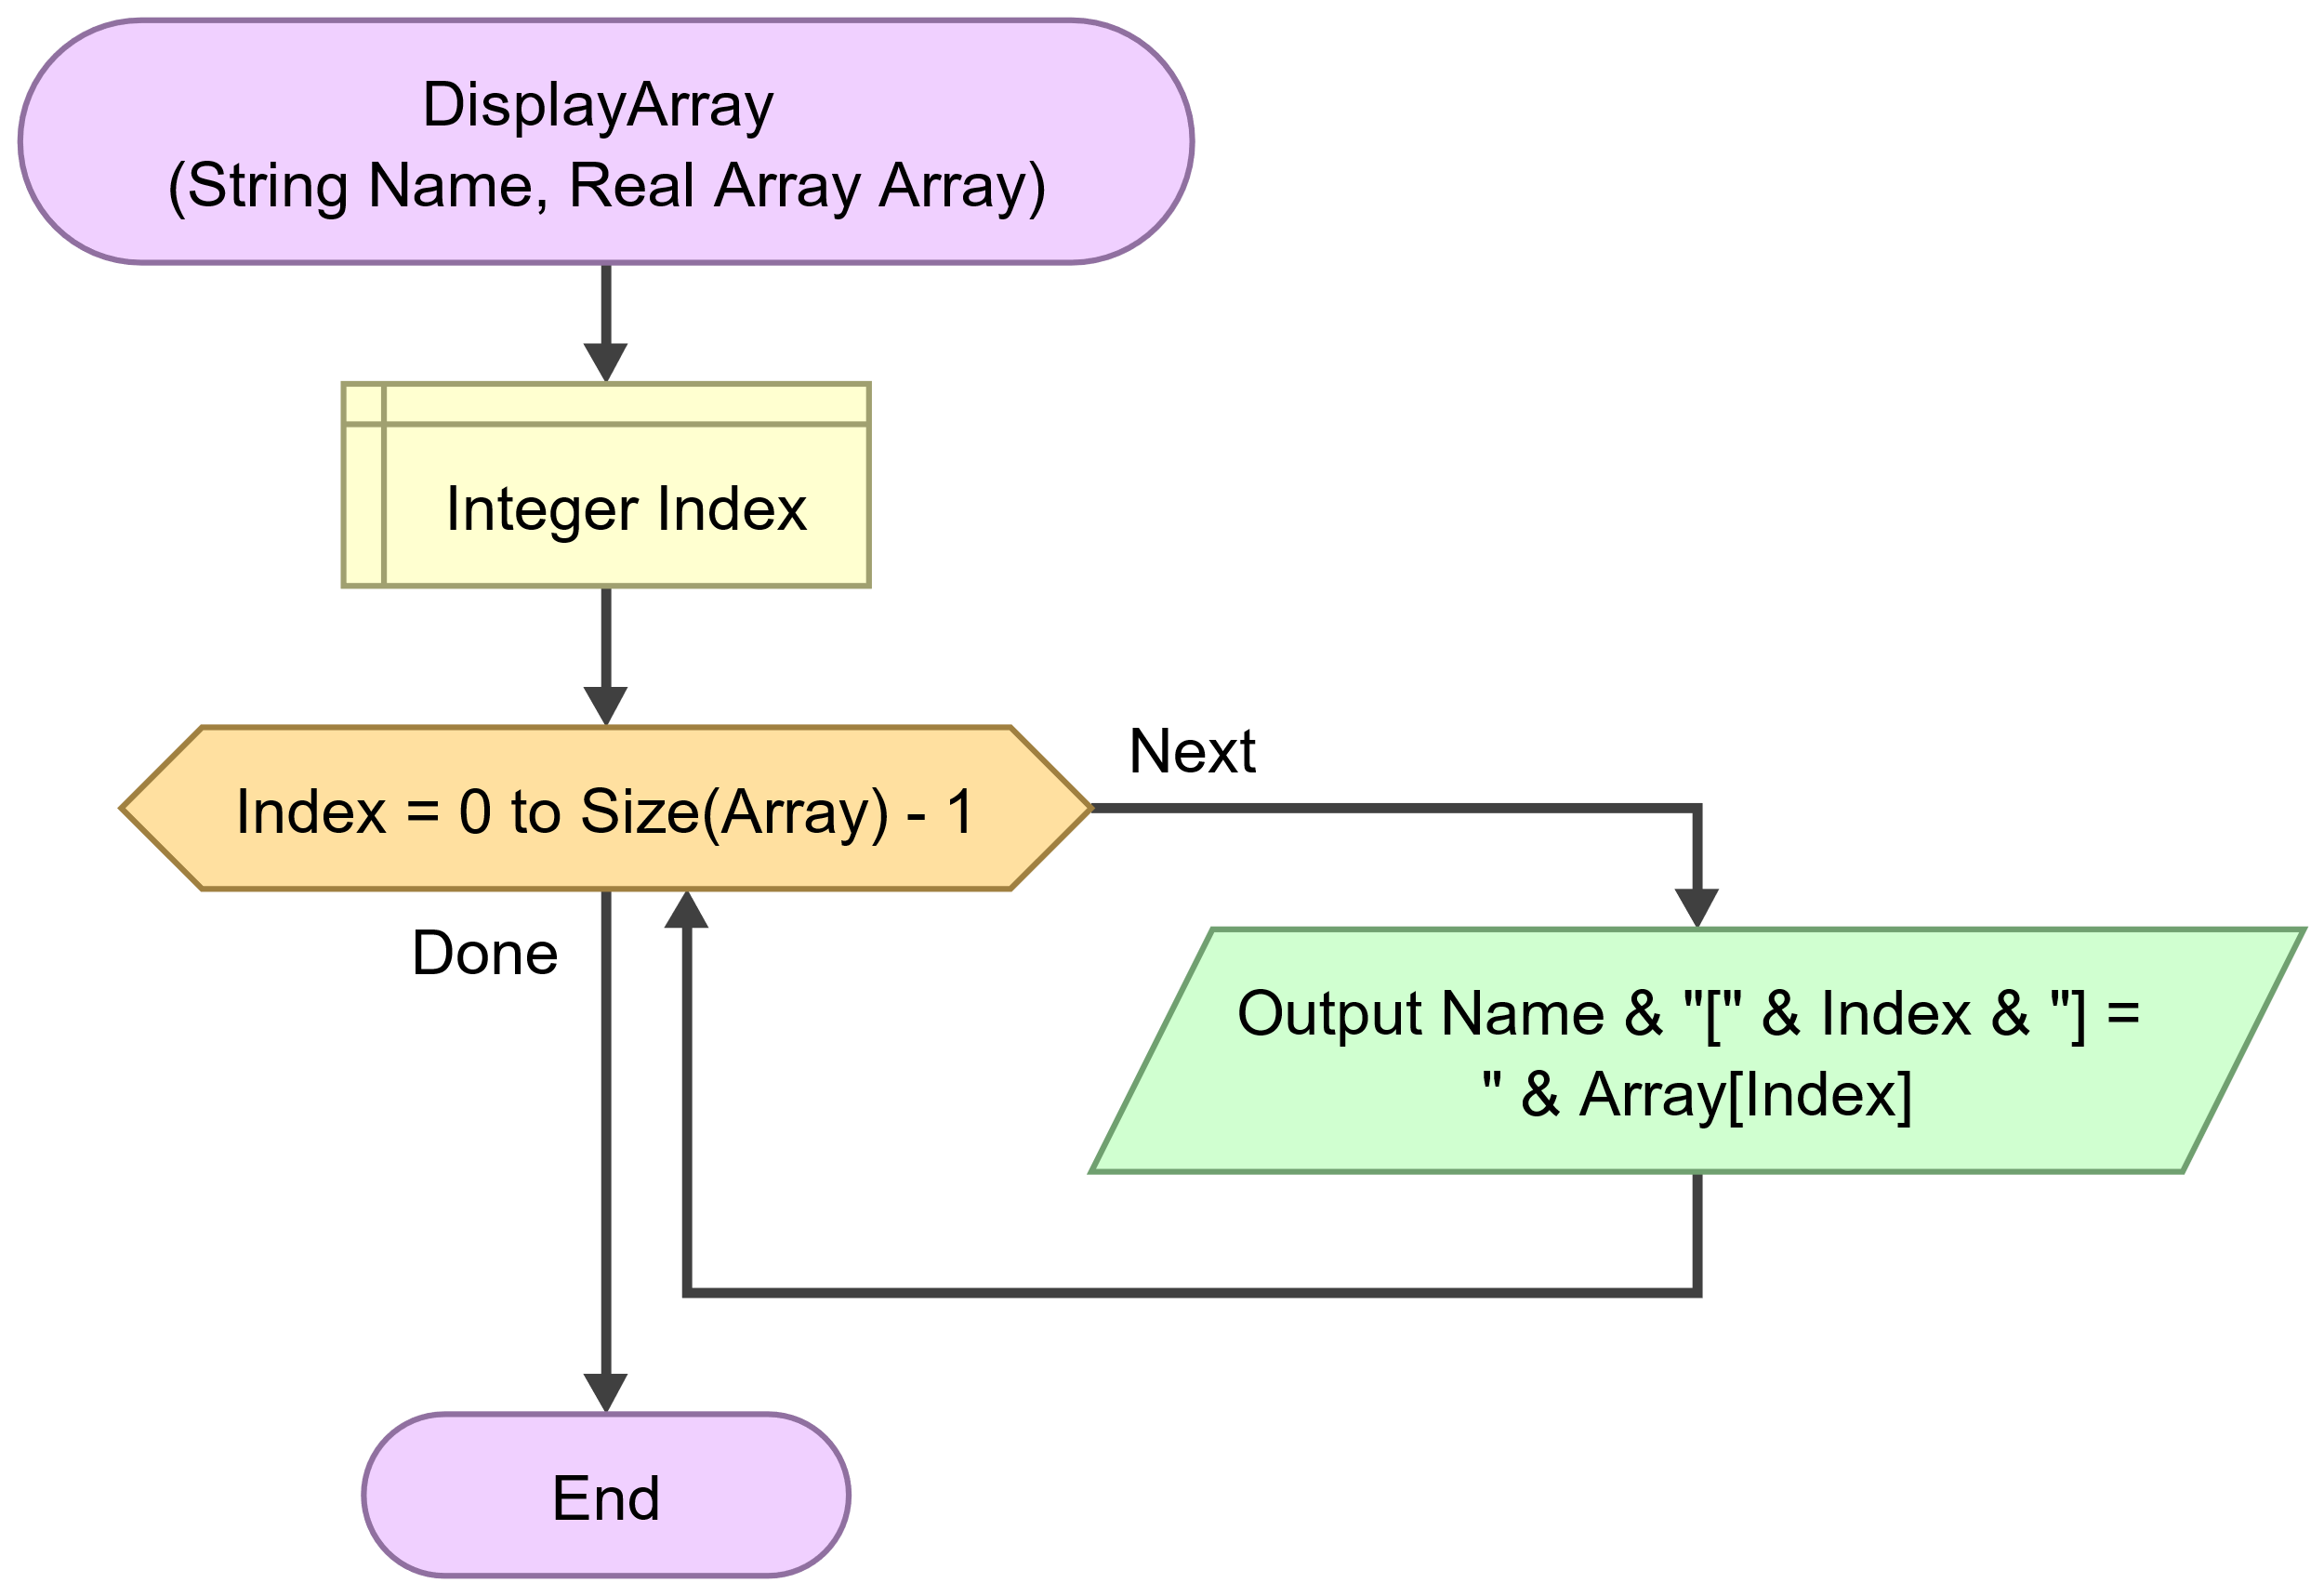 DisplayArray
(String Name, Real Array Array)
Integer Index
Index = 0 to Size(Array) - 1
Next
Done
Output Name & "[" & Index & "] =
" & Array[Index]
End